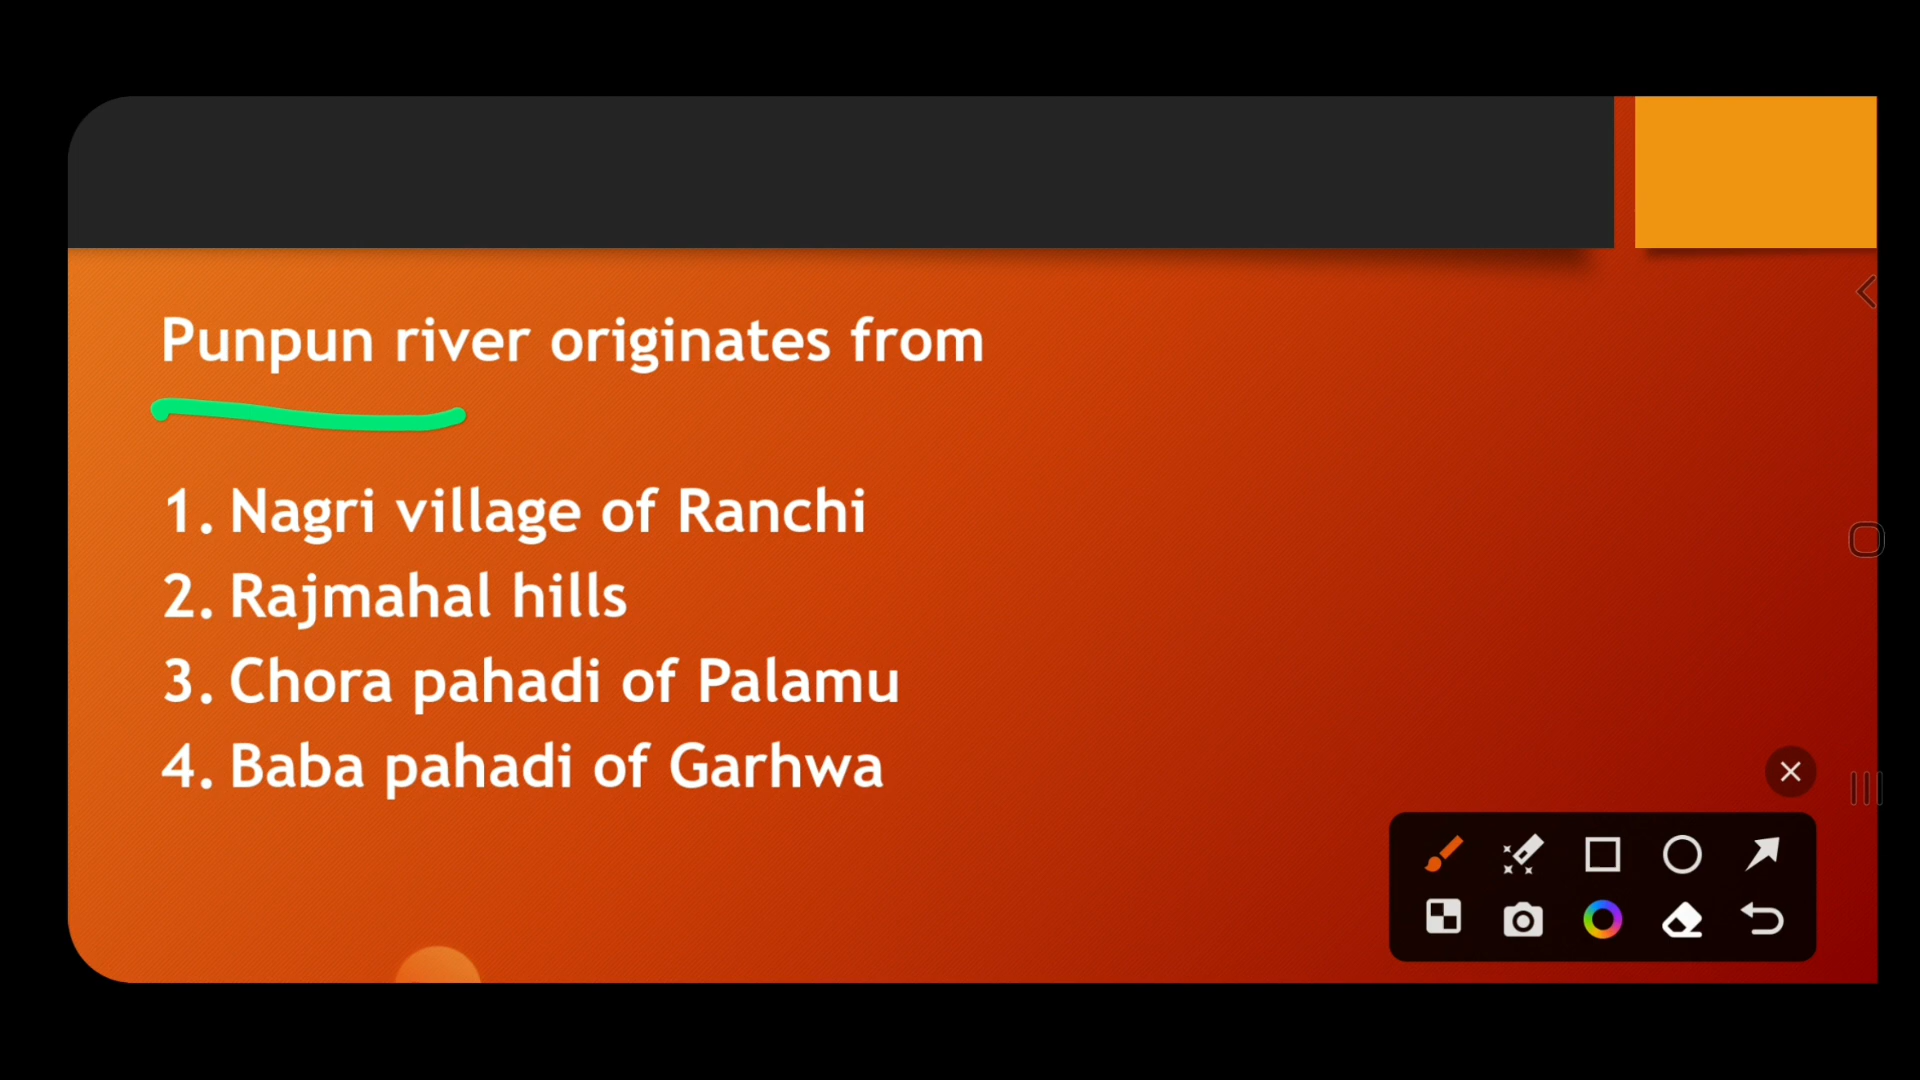 Punpun river originates from
1. Nagri village of Ranchi
2. Rajmahal hills
3. Chora pahadi of Palamu
4. Baba pahadi of Garhwa